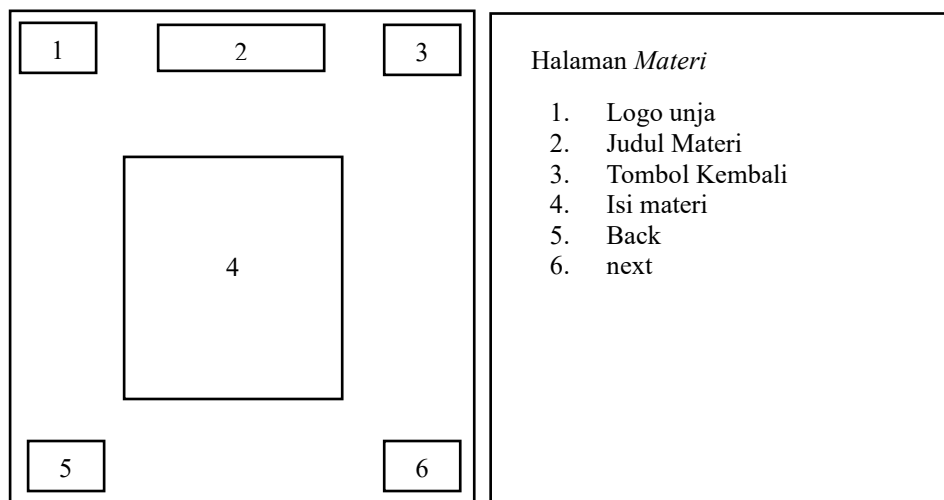 1
2
3
4
5
6
Halaman Materi
1. Logo unja
2. Judul Materi
3. Tombol Kembali
4. Isi materi
5. Back
6. next